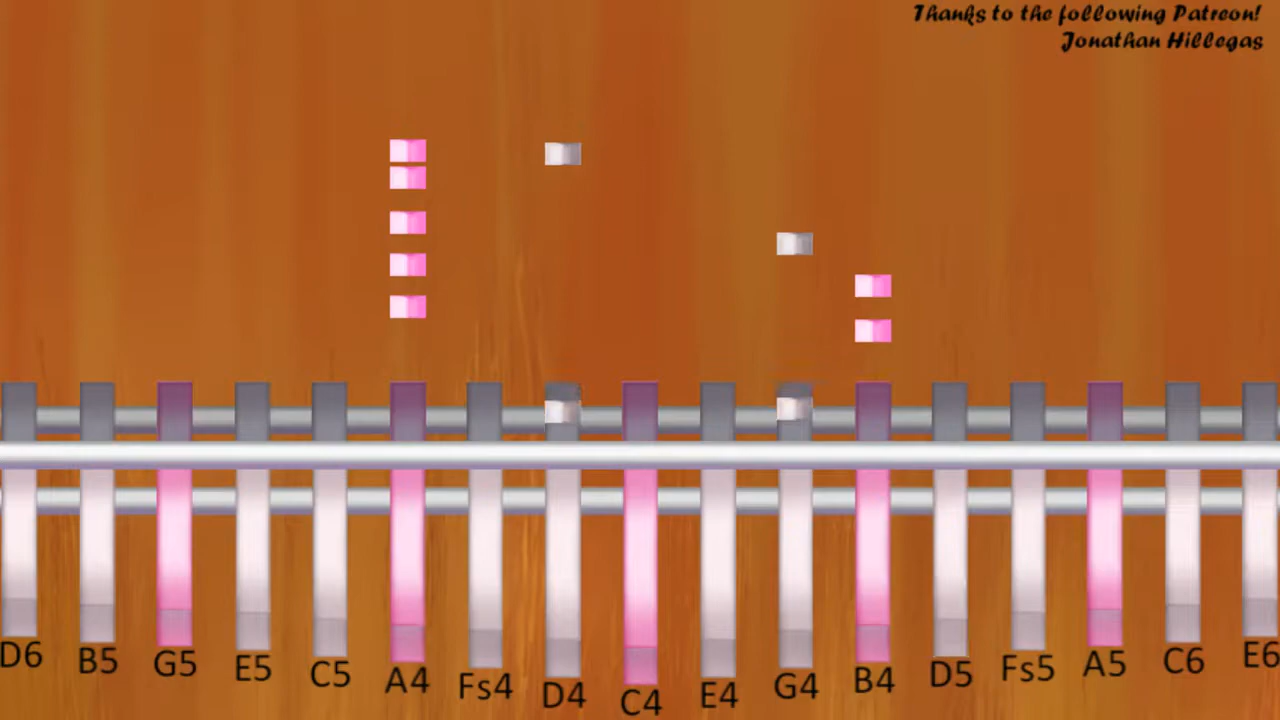 Thanks to the following Patreon!
Jonathan Hillegas
D6 B5 G5 E5 C5 A4 Fs4 D4 C4 E4 G4 B4 D5 Fs5 A5 C6 E6